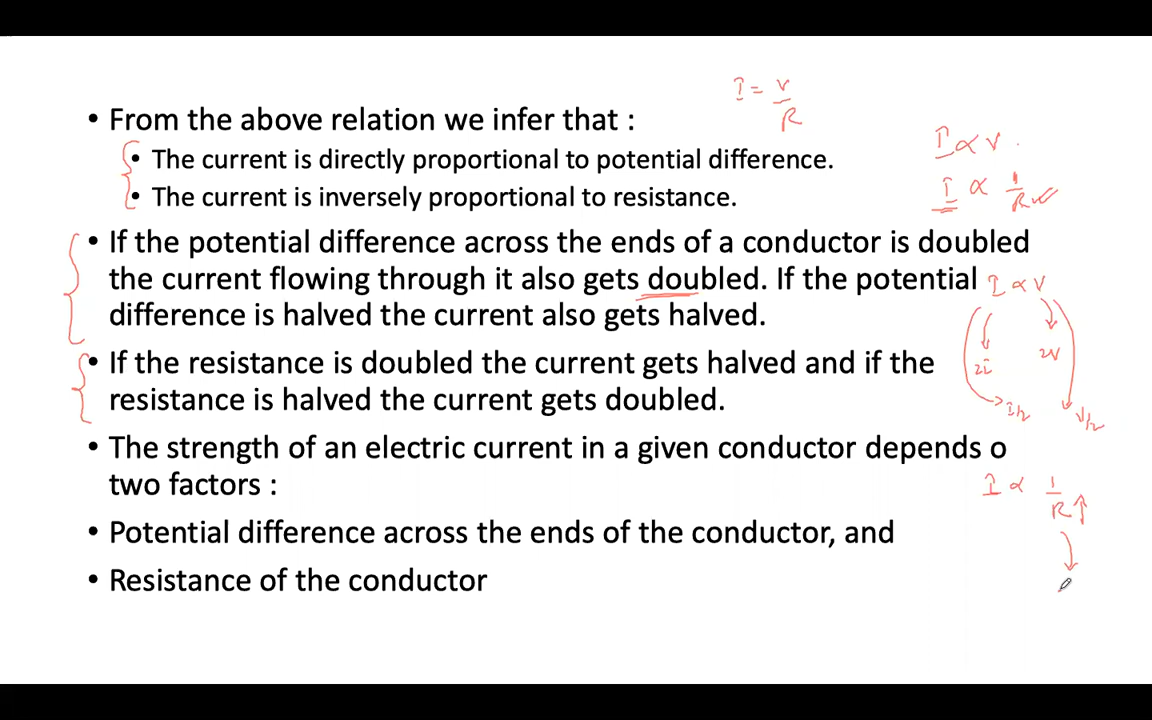 I = V/R
• From the above relation we infer that :
I ∝ V
• The current is directly proportional to potential difference.
• The current is inversely proportional to resistance.
I ∝ 1/R
• If the potential difference across the ends of a conductor is doubled
the current flowing through it also gets doubled. If the potential
I ∝ V
difference is halved the current also gets halved.
• If the resistance is doubled the current gets halved and if the
2I 2V
resistance is halved the current gets doubled.
I/2 V/2
• The strength of an electric current in a given conductor depends o
two factors :
I ∝ 1/R ↑
• Potential difference across the ends of the conductor, and
• Resistance of the conductor